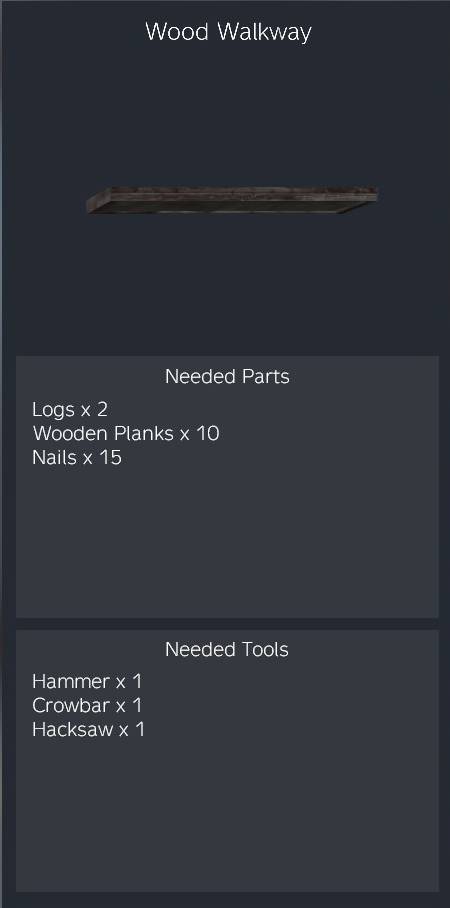 Wood Walkway
Needed Parts
Logs x 2
Wooden Planks x 10
Nails x 15
Needed Tools
Hammer x 1
Crowbar x 1
Hacksaw x 1